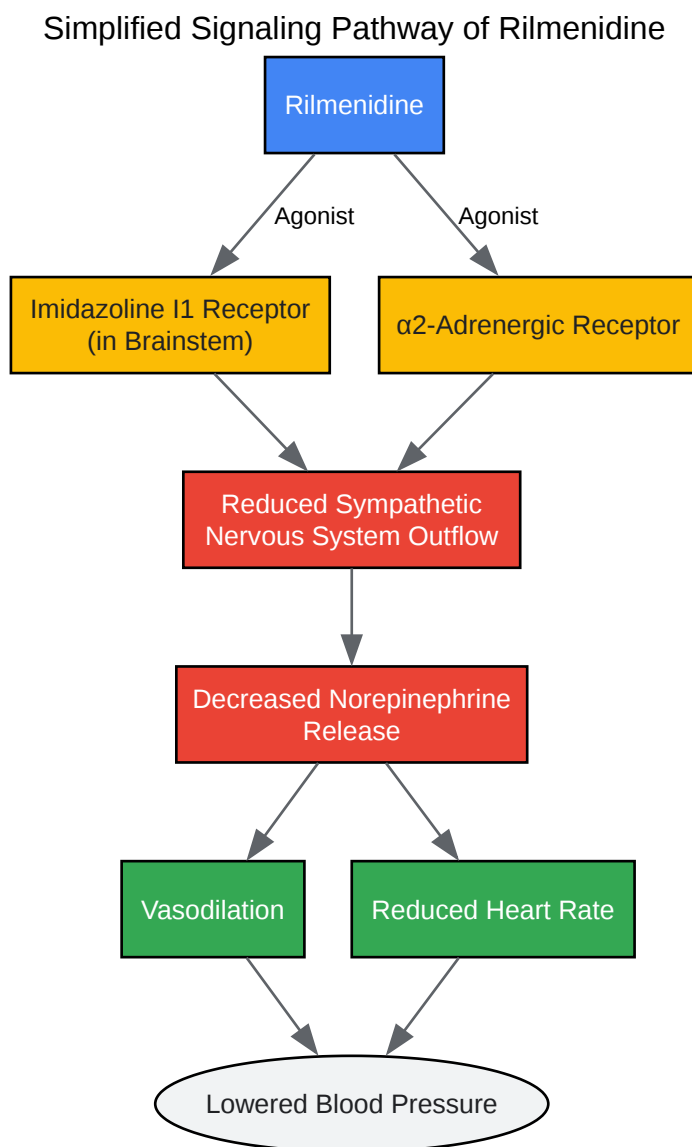 Simplified Signaling Pathway of Rilmenidine
Rilmenidine
Agonist
Agonist
Imidazoline I1 Receptor
(in Brainstem)
α2-Adrenergic Receptor
Reduced Sympathetic
Nervous System Outflow
Decreased Norepinephrine
Release
Vasodilation
Reduced Heart Rate
Lowered Blood Pressure